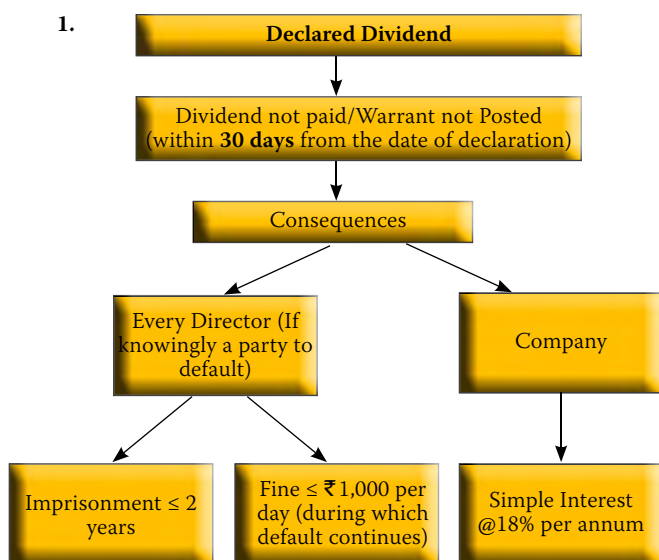 1.
Declared Dividend
Dividend not paid/Warrant not Posted
(within 30 days from the date of declaration)
Consequences
Every Director (If
knowingly a party to
default)
Company
Imprisonment ≤ 2
years
Fine ≤ ₹1,000 per
day (during which
default continues)
Simple Interest
@18% per annum